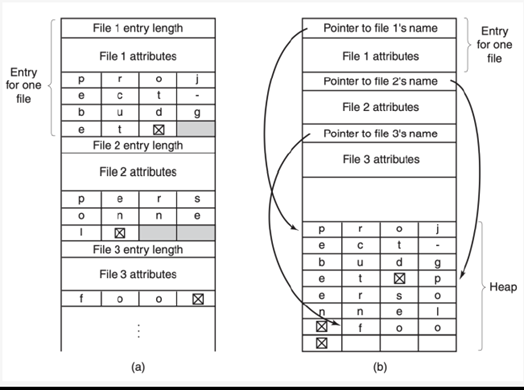 File 1 entry length
File 1 attributes
p r o j
e c t -
b u d g
e t ☒
File 2 entry length
File 2 attributes
p e r s
o n n e
l ☒
File 3 entry length
File 3 attributes
f o o ☒
⋮
Entry
for one
file
(a)
Pointer to file 1's name
File 1 attributes
Pointer to file 2's name
File 2 attributes
Pointer to file 3's name
File 3 attributes
p r o j
e c t -
b u d g
e t ☒ p
e r s o
n n e l
☒ f o o
☒
Entry
for one
file
Heap
(b)